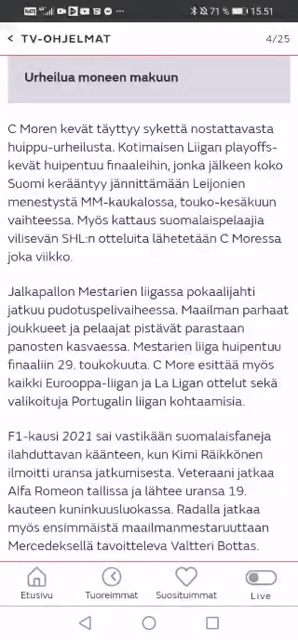 71 % 15.51
TV-OHJELMAT 4/25
Urheilua moneen makuun
C Moren kevät täyttyy sykettä nostattavasta
huippu-urheilusta. Kotimaisen Liigan playoffs-
kevät huipentuu finaaleihin, jonka jälkeen koko
Suomi kerääntyy jännittämään Leijonien
menestystä MM-kaukalossa, touko-kesäkuun
vaihteessa. Myös kattaus suomalaispelaajia
vilisevän SHL:n otteluita lähetetään C Moressa
joka viikko.
Jalkapallon Mestarien liigassa pokaalijahti
jatkuu pudotuspelivaiheessa. Maailman parhaat
joukkueet ja pelaajat pistävät parastaan
panosten kasvaessa. Mestarien liiga huipentuu
finaaliin 29. toukokuuta. C More esittää myös
kaikki Eurooppa-liigan ja La Ligan ottelut sekä
valikoituja Portugalin liigan kohtaamisia.
F1-kausi 2021 sai vastikään suomalaisfaneja
ilahduttavan käänteen, kun Kimi Räikkönen
ilmoitti uransa jatkumisesta. Veteraani jatkaa
Alfa Romeon tallissa ja lähtee uransa 19.
kauteen kuninkuusluokassa. Radalla jatkaa
myös ensimmäistä maailmanmestaruuttaan
Mercedeksellä tavoitteleva Valtteri Bottas.
Etusivu Tuoreimmat Suosituimmat Live